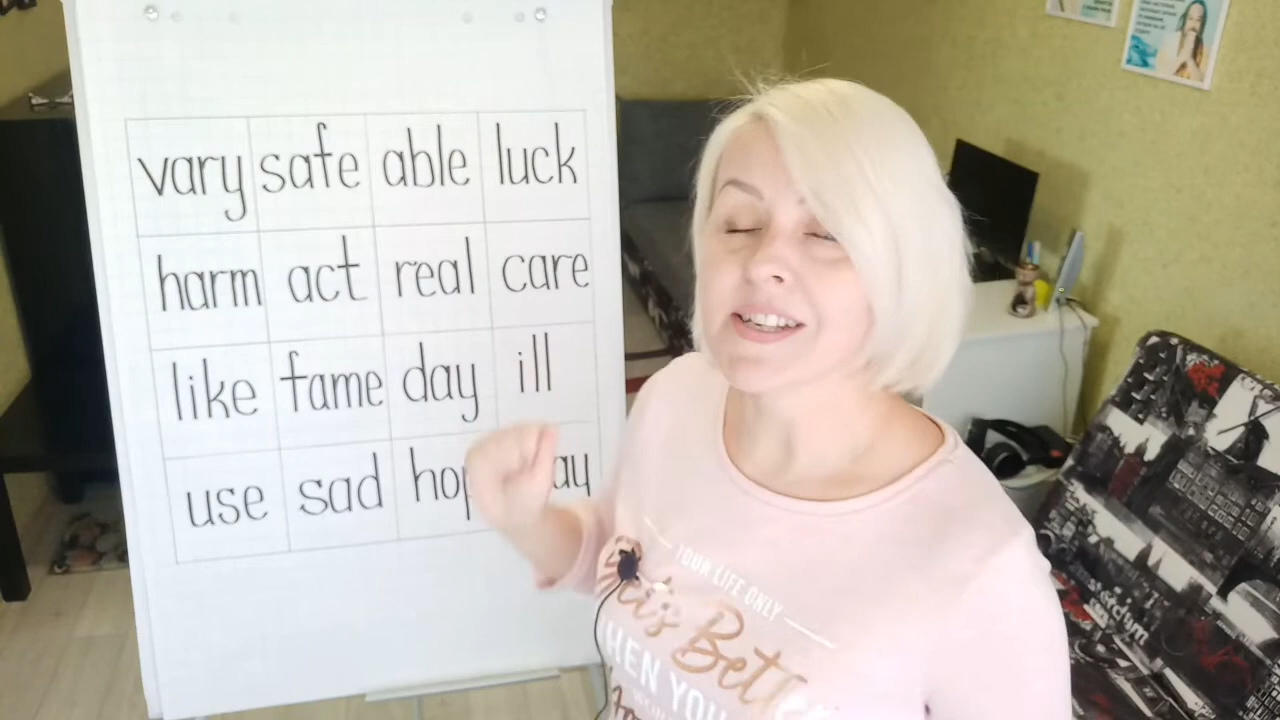 vary safe able luck
harm act real care
like fame day ill
use sad
YOUR LIFE ONLY